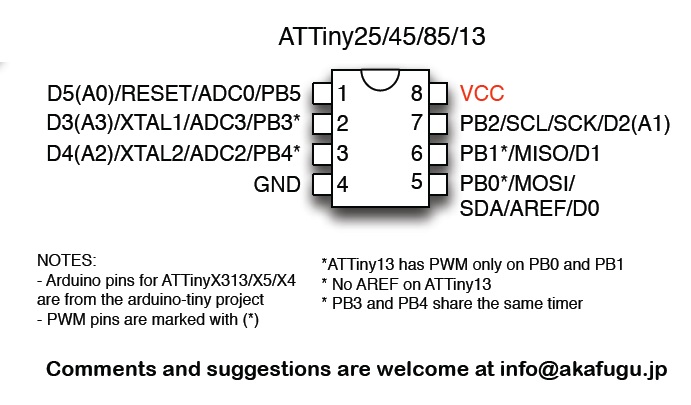 ATTiny25/45/85/13
D5(A0)/RESET/ADC0/PB5 1 8 VCC
D3(A3)/XTAL1/ADC3/PB3* 2 7 PB2/SCL/SCK/D2(A1)
D4(A2)/XTAL2/ADC2/PB4* 3 6 PB1*/MISO/D1
GND 4 5 PB0*/MOSI/
SDA/AREF/D0
NOTES:
- Arduino pins for ATTinyX313/X5/X4
are from the arduino-tiny project
- PWM pins are marked with (*)
*ATTiny13 has PWM only on PB0 and PB1
* No AREF on ATTiny13
* PB3 and PB4 share the same timer
Comments and suggestions are welcome at info@akafugu.jp